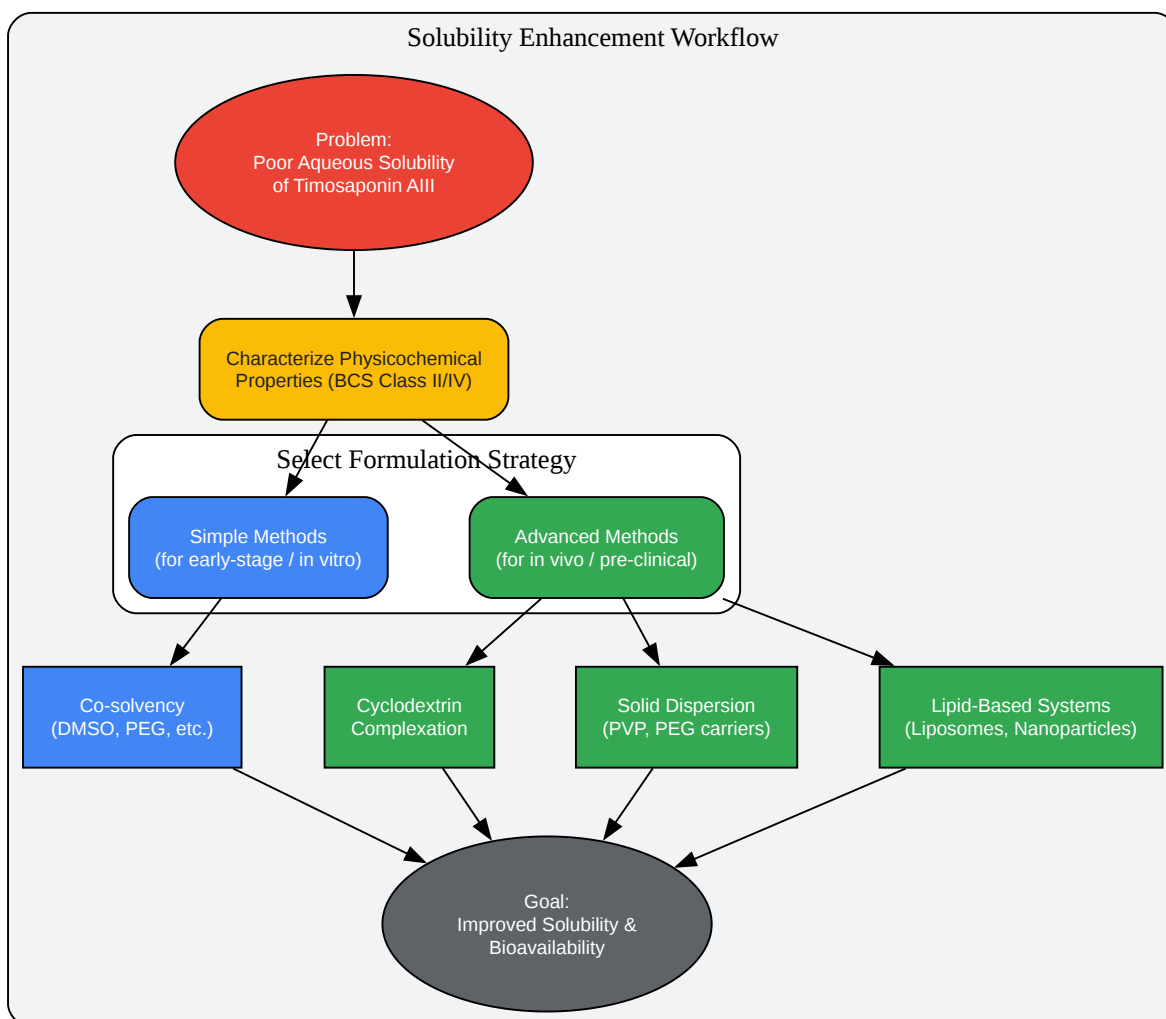 Solubility Enhancement Workflow
Problem:
Poor Aqueous Solubility
of Timosaponin AIII
Characterize Physicochemical
Properties (BCS Class II/IV)
Select Formulation Strategy
Simple Methods
(for early-stage / in vitro)
Advanced Methods
(for in vivo / pre-clinical)
Co-solvency
(DMSO, PEG, etc.)
Cyclodextrin
Complexation
Solid Dispersion
(PVP, PEG carriers)
Lipid-Based Systems
(Liposomes, Nanoparticles)
Goal:
Improved Solubility &
Bioavailability